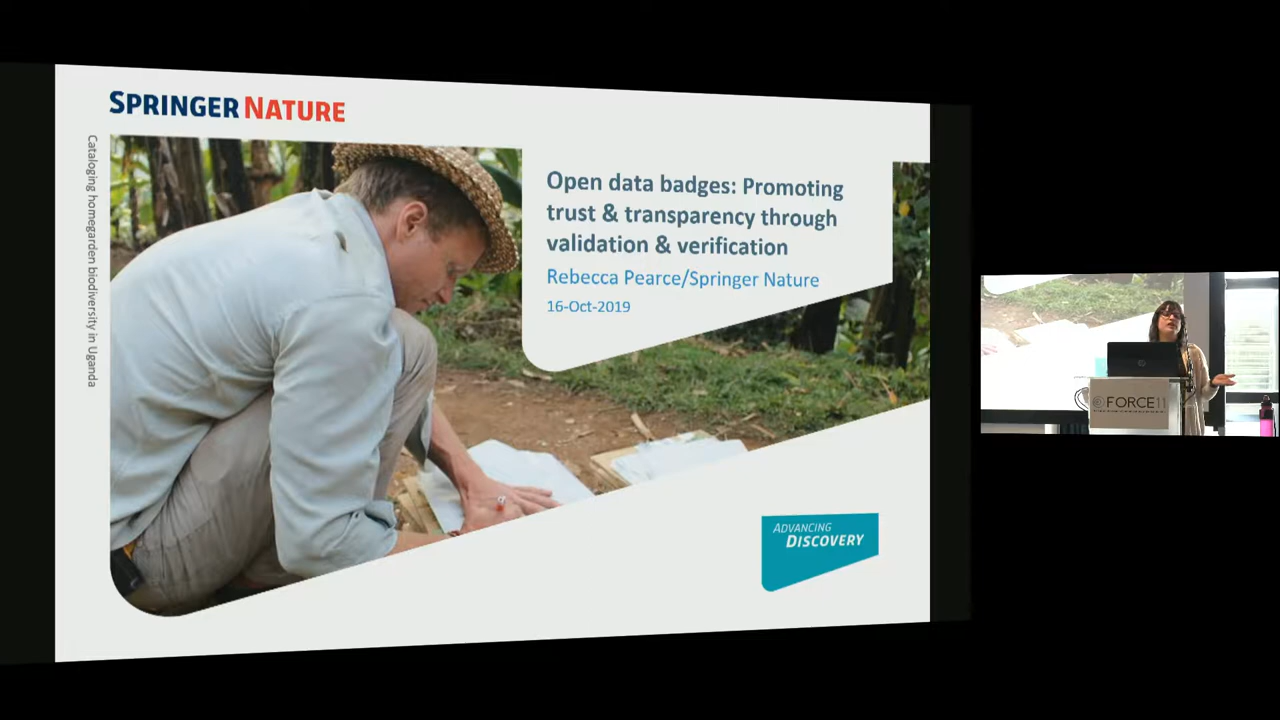 SPRINGER NATURE
Cataloging homegarden biodiversity in Uganda
Open data badges: Promoting
trust & transparency through
validation & verification
Rebecca Pearce/Springer Nature
16-Oct-2019
ADVANCING
DISCOVERY
FORCE11